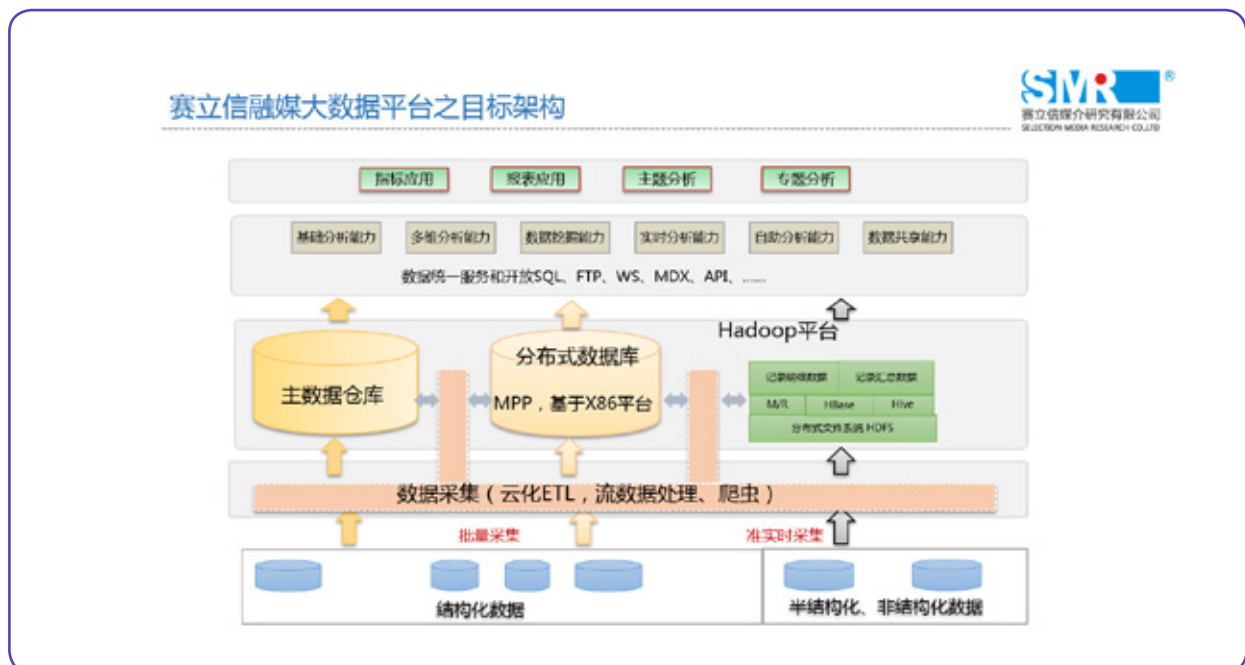 赛立信融媒大数据平台之目标架构
SMR®
赛立信媒介研究有限公司
SELECTION MEDIA RESEARCH CO.,LTD
指标应用 报表应用 主题分析 专题分析
基础分析能力 多维分析能力 数据挖掘能力 实时分析能力 自助分析能力 数据共享能力
数据统一服务和开放SQL、FTP、WS、MDX、API、……
Hadoop平台
主数据仓库
分布式数据库
MPP，基于X86平台
记录明细数据 记录汇总数据
M/R HBase Hive
分布式文件系统 HDFS
数据采集（云化ETL，流数据处理、爬虫）
批量采集 准实时采集
结构化数据 半结构化、非结构化数据